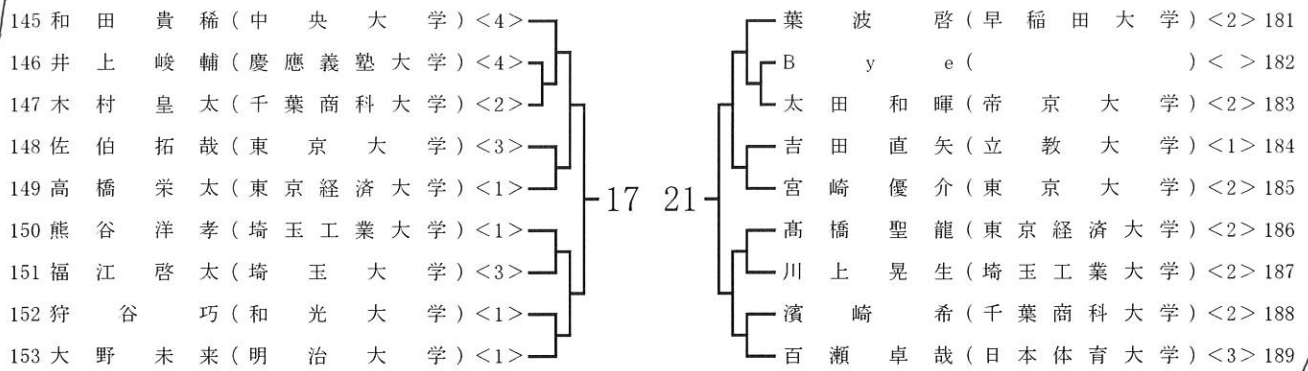 145 和田貴稀(中央大学)<4>
146 井上峻輔(慶應義塾大学)<4>
147 木村皇太(千葉商科大学)<2>
148 佐伯拓哉(東京大学)<3>
149 高橋栄太(東京経済大学)<1>
150 熊谷洋孝(埼玉工業大学)<1>
151 福江啓太(埼玉大学)<3>
152 狩谷巧(和光大学)<1>
153 大野未来(明治大学)<1>
17
21
葉波啓(早稲田大学)<2> 181
Bye( )< > 182
太田和暉(帝京大学)<2> 183
吉田直矢(立教大学)<1> 184
宮崎優介(東京大学)<2> 185
髙橋聖龍(東京経済大学)<2> 186
川上晃生(埼玉工業大学)<2> 187
濱崎希(千葉商科大学)<2> 188
百瀬卓哉(日本体育大学)<3> 189